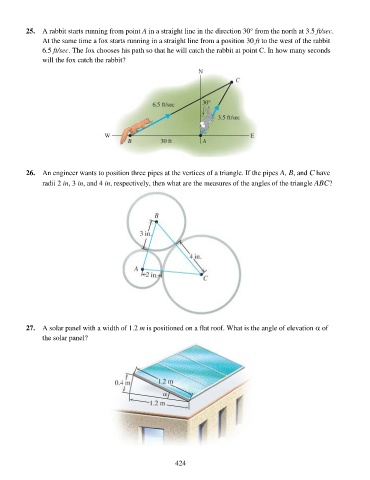 25. A rabbit starts running from point A in a straight line in the direction 30° from the north at 3.5 ft/sec.
At the same time a fox starts running in a straight line from a position 30 ft to the west of the rabbit
6.5 ft/sec. The fox chooses his path so that he will catch the rabbit at point C. In how many seconds
will the fox catch the rabbit?
N
C
6.5 ft/sec
30°
3.5 ft/sec
W
E
B
30 ft
A
26. An engineer wants to position three pipes at the vertices of a triangle. If the pipes A, B, and C have
radii 2 in, 3 in, and 4 in, respectively, then what are the measures of the angles of the triangle ABC?
B
3 in.
4 in.
A
2 in.
C
27. A solar panel with a width of 1.2 m is positioned on a flat roof. What is the angle of elevation α of
the solar panel?
0.4 m
1.2 m
α
1.2 m
424